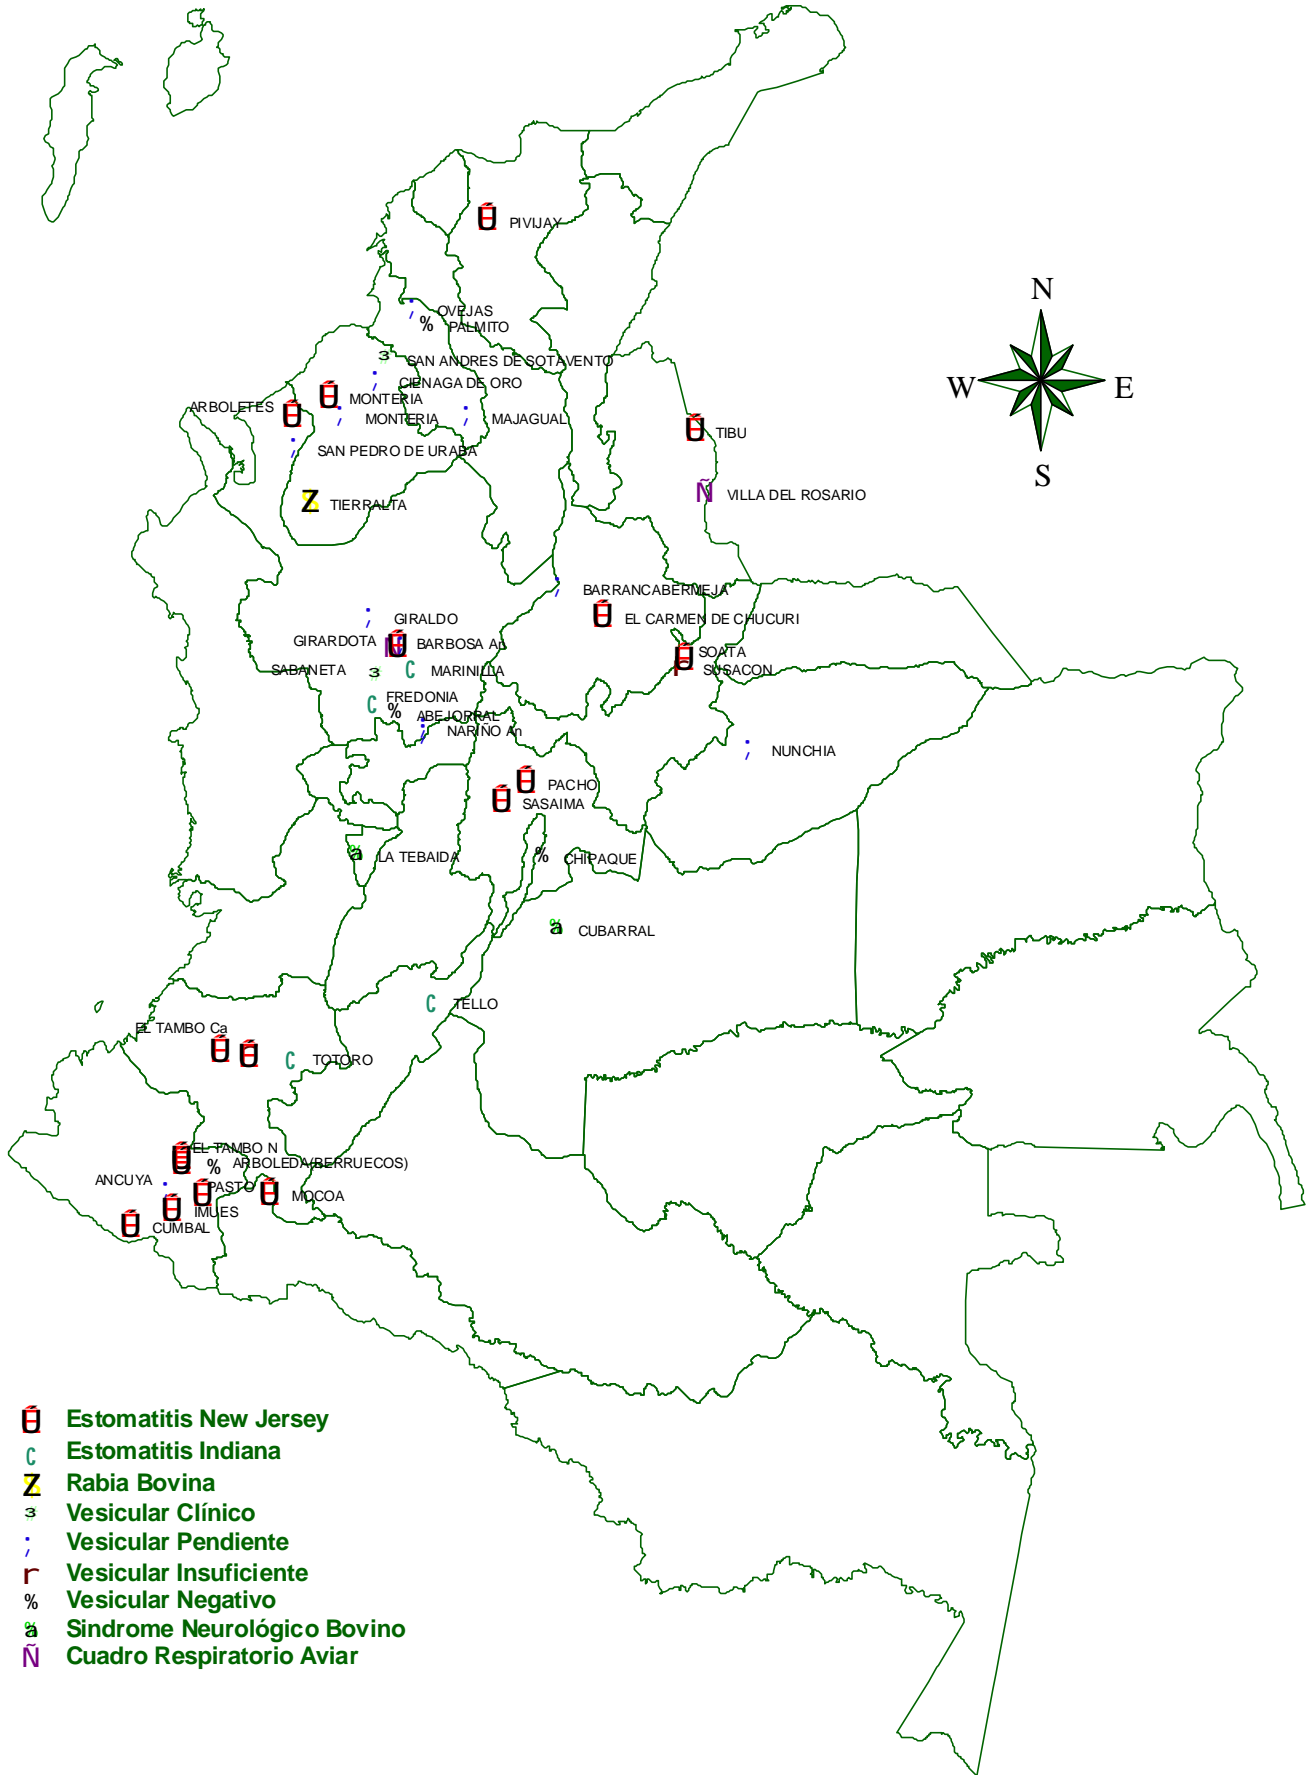 N
W
E
S
PIVIJAY
OVEJAS
PALMITO
SAN ANDRES DE SOTAVENTO
CIENAGA DE ORO
MONTERIA
ARBOLETES
MONTERIA
MAJAGUAL
TIBU
SAN PEDRO DE URABA
VILLA DEL ROSARIO
TIERRALTA
BARRANCABERMEJA
GIRALDO
EL CARMEN DE CHUCURI
GIRARDOTA
BARBOSA An
SOATA
SABANETA
MARINILLA
SUSACON
FREDONIA
ABEJORRAL
NARIÑO An
NUNCHIA
PACHO
SASAIMA
LA TEBAIDA
CHIPAQUE
CUBARRAL
TELLO
EL TAMBO Ca
TOTORO
EL TAMBO N
ARBOLEDA(BERRUECOS)
ANCUYA
PASTO
MOCOA
IMUES
CUMBAL
Estomatitis New Jersey
Estomatitis Indiana
Rabia Bovina
Vesicular Clínico
Vesicular Pendiente
Vesicular Insuficiente
Vesicular Negativo
Sindrome Neurológico Bovino
Cuadro Respiratorio Aviar